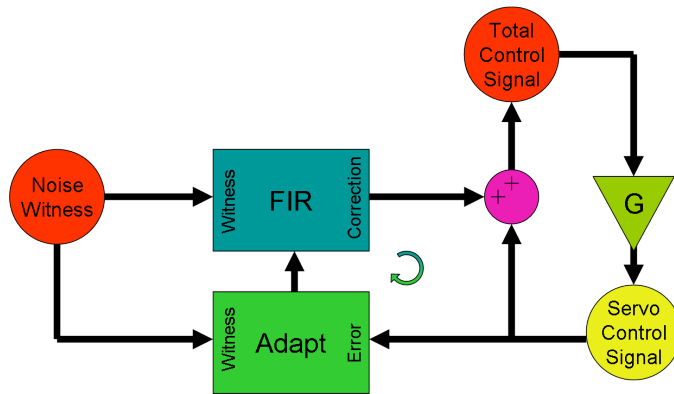 Total
Control
Signal
Noise
Witness
Witness
FIR
Correction
+
+
G
Witness
Adapt
Error
Servo
Control
Signal